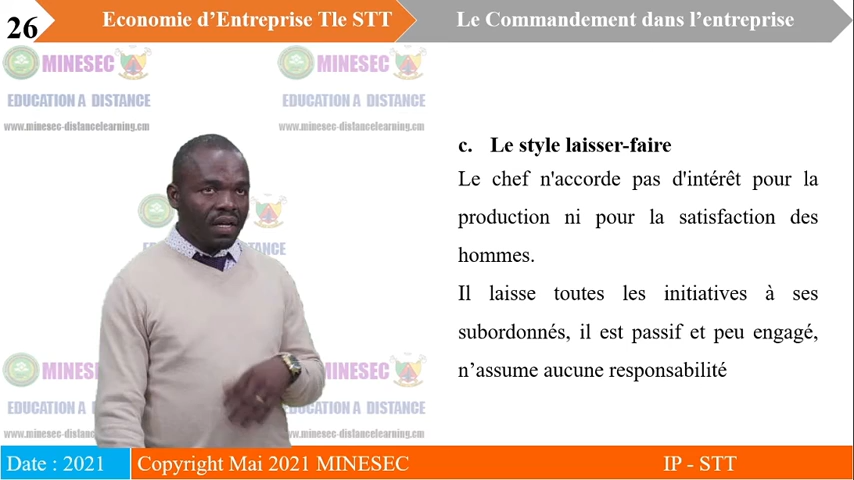 26
Economie d’Entreprise Tle STT
Le Commandement dans l’entreprise
MINESEC
EDUCATION A DISTANCE
www.minesec-distancelearning.cm
MINESEC
EDUCATION A DISTANCE
www.minesec-distancelearning.cm
c. Le style laisser-faire
Le chef n'accorde pas d'intérêt pour la
production ni pour la satisfaction des
hommes.
Il laisse toutes les initiatives à ses
subordonnés, il est passif et peu engagé,
n’assume aucune responsabilité
MINESEC
EDUCATION A DISTANCE
MINESEC
EDUCATION A DISTANCE
Date : 2021
Copyright Mai 2021 MINESEC
IP - STT